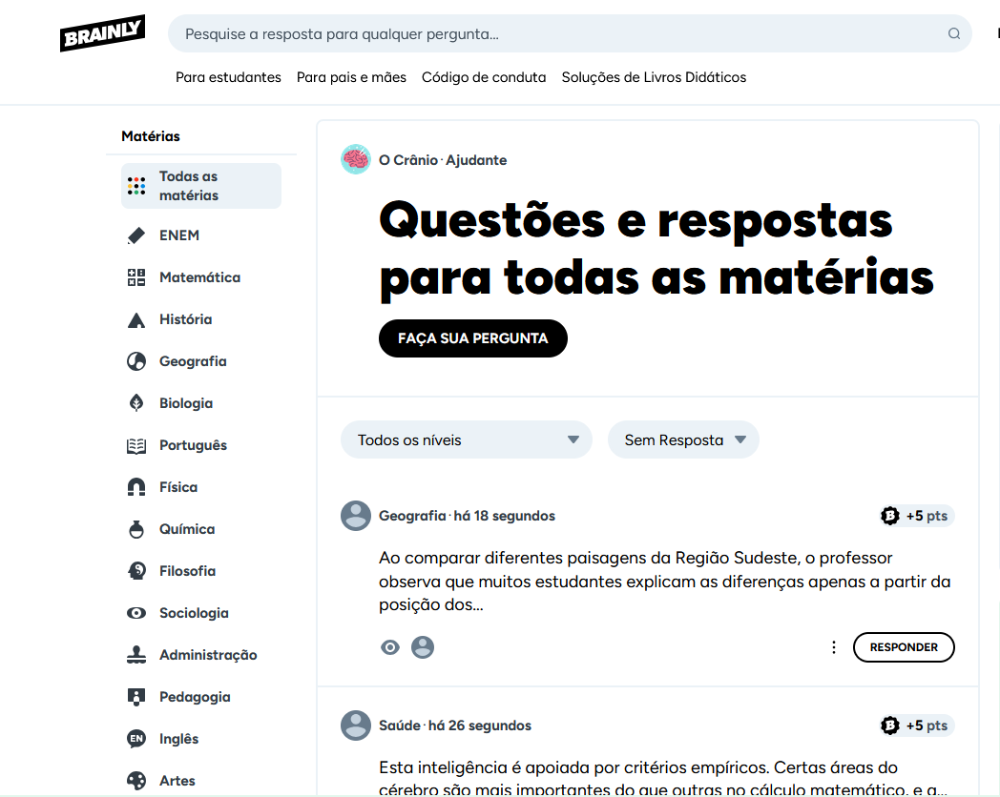 BRAINLY
Pesquise a resposta para qualquer pergunta...
Para estudantes Para pais e mães Código de conduta Soluções de Livros Didáticos
Matérias
Todas as
matérias
ENEM
Matemática
História
Geografia
Biologia
Português
Física
Química
Filosofia
Sociologia
Administração
Pedagogia
EN Inglês
Artes
O Crânio · Ajudante
Questões e respostas
para todas as matérias
FAÇA SUA PERGUNTA
Todos os níveis Sem Resposta
Geografia · há 18 segundos B +5 pts
Ao comparar diferentes paisagens da Região Sudeste, o professor
observa que muitos estudantes explicam as diferenças apenas a partir da
posição dos...
RESPONDER
Saúde · há 26 segundos B +5 pts
Esta inteligência é apoiada por critérios empíricos. Certas áreas do
cérebro são mais importantes do que outras no cálculo matemático, e a...